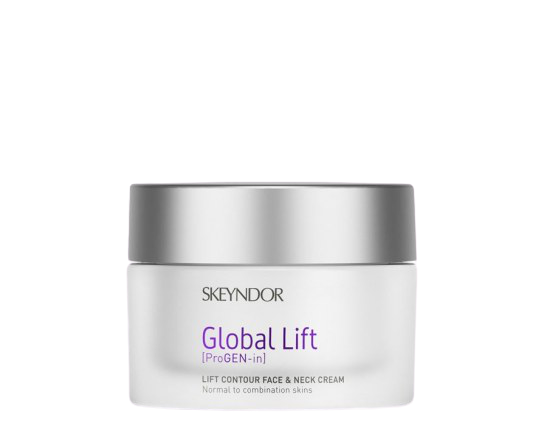 SKEYNDOR
Global Lift
[ProGEN-in]
LIFT CONTOUR FACE & NECK CREAM
Normal to combination skins